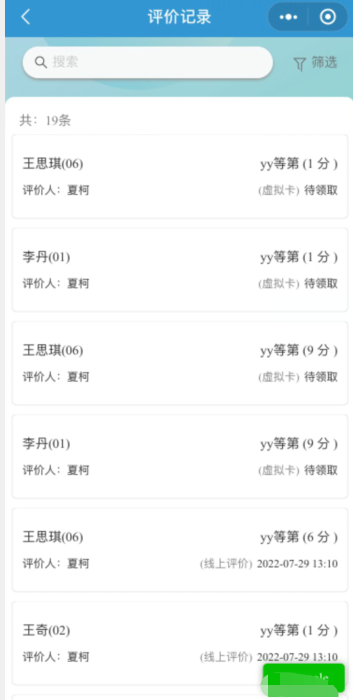 评价记录
搜索
筛选
共：19条
王思琪(06) yy等第 (1 分 )
评价人：夏柯 (虚拟卡) 待领取
李丹(01) yy等第 (1 分 )
评价人：夏柯 (虚拟卡) 待领取
王思琪(06) yy等第 (9 分 )
评价人：夏柯 (虚拟卡) 待领取
李丹(01) yy等第 (9 分 )
评价人：夏柯 (虚拟卡) 待领取
王思琪(06) yy等第 (6 分 )
评价人：夏柯 (线上评价) 2022-07-29 13:10
王奇(02) yy等第 (1 分 )
评价人：夏柯 (线上评价) 2022-07-29 13:10